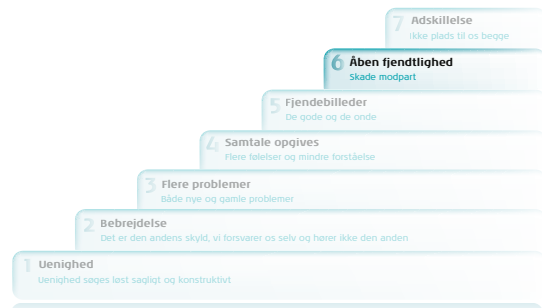 7 Adskillelse
Ikke plads til os begge
6 Åben fjendtlighed
Skade modpart
5 Fjendebilleder
De gode og de onde
4 Samtale opgives
Flere følelser og mindre forståelse
3 Flere problemer
Både nye og gamle problemer
2 Bebrejdelse
Det er den andens skyld, vi forsvarer os selv og hører ikke den anden
1 Uenighed
Uenighed søges løst sagligt og konstruktivt